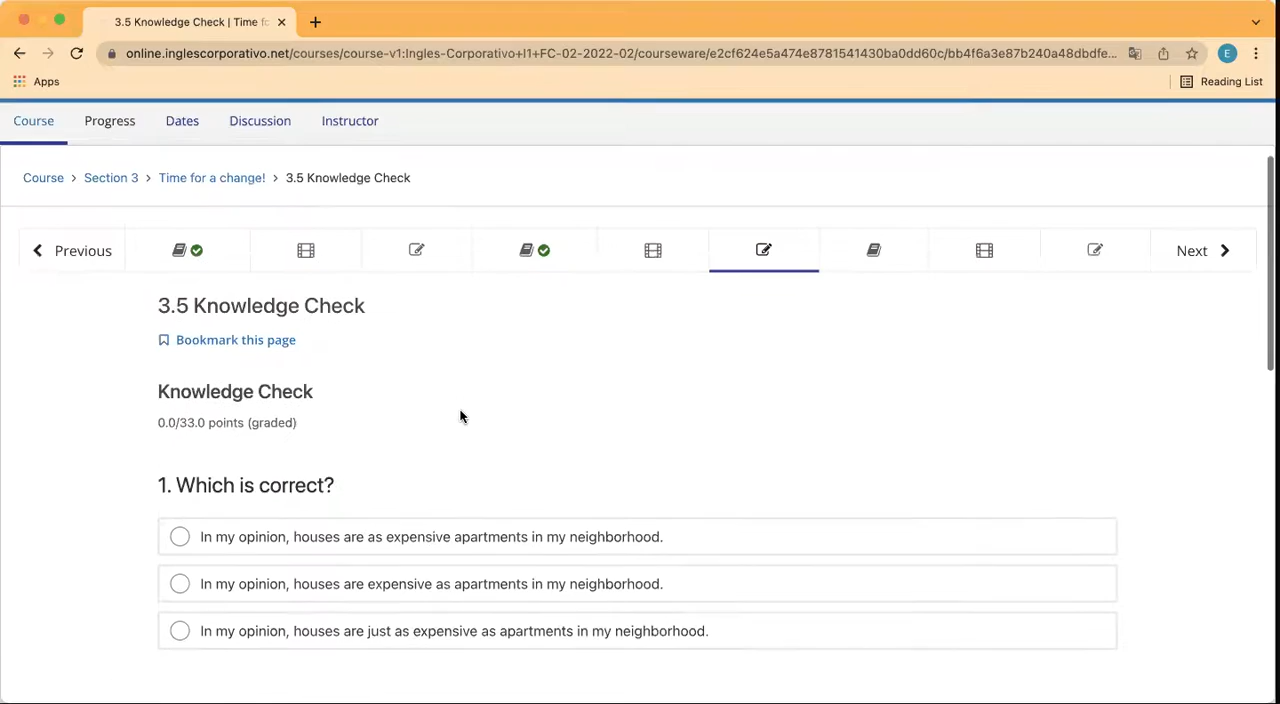 3.5 Knowledge Check | Time fo
online.inglescorporativo.net/courses/course-v1:Ingles-Corporativo+I1+FC-02-2022-02/courseware/e2cf624e5a474e8781541430ba0dd60c/bb4f6a3e87b240a48dbdfe...
E
Apps
Reading List
Course Progress Dates Discussion Instructor
Course > Section 3 > Time for a change! > 3.5 Knowledge Check
Previous
Next
3.5 Knowledge Check
Bookmark this page
Knowledge Check
0.0/33.0 points (graded)
1. Which is correct?
In my opinion, houses are as expensive apartments in my neighborhood.
In my opinion, houses are expensive as apartments in my neighborhood.
In my opinion, houses are just as expensive as apartments in my neighborhood.